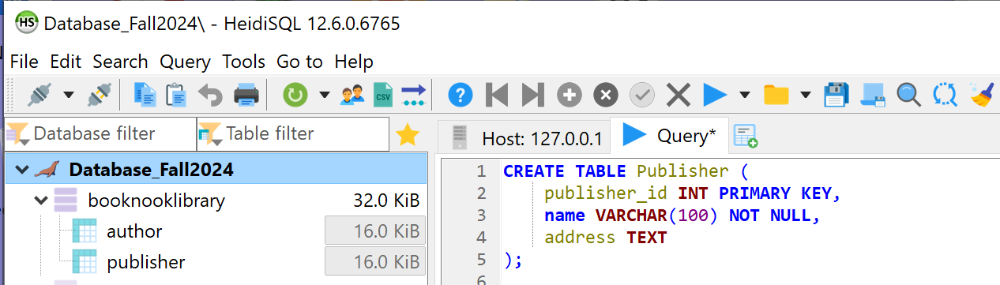 HS Database_Fall2024\ - HeidiSQL 12.6.0.6765
File Edit Search Query Tools Go to Help
CSV
Database filter Table filter
Host: 127.0.0.1 Query*
Database_Fall2024
booknooklibrary 32.0 KiB
author 16.0 KiB
publisher 16.0 KiB
1 CREATE TABLE Publisher (
2 publisher_id INT PRIMARY KEY,
3 name VARCHAR(100) NOT NULL,
4 address TEXT
5 );
6